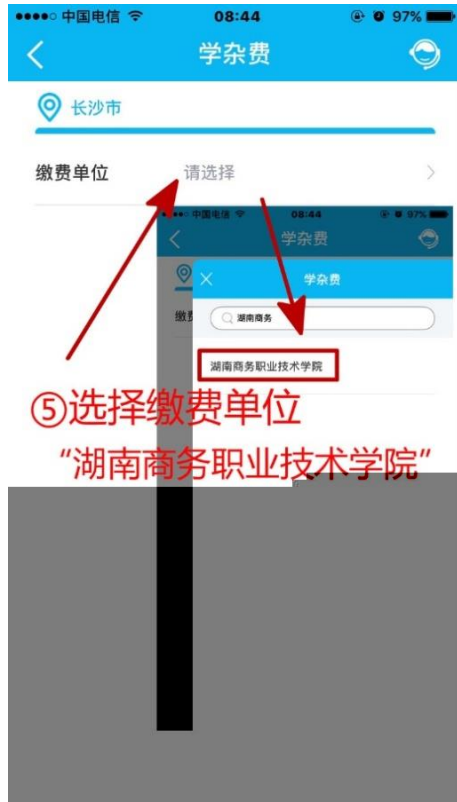 中国电信 08:44 97%
学杂费
长沙市
缴费单位 请选择
中国电信 08:44 97%
学杂费
学杂费
缴费
湖南商务
湖南商务职业技术学院
⑤选择缴费单位
“湖南商务职业技术学院”